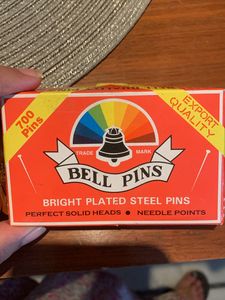 700
Pins
EXPORT
QUALITY
TRADE MARK
BELL PINS
BRIGHT PLATED STEEL PINS
PERFECT SOLID HEADS ● NEEDLE POINTS